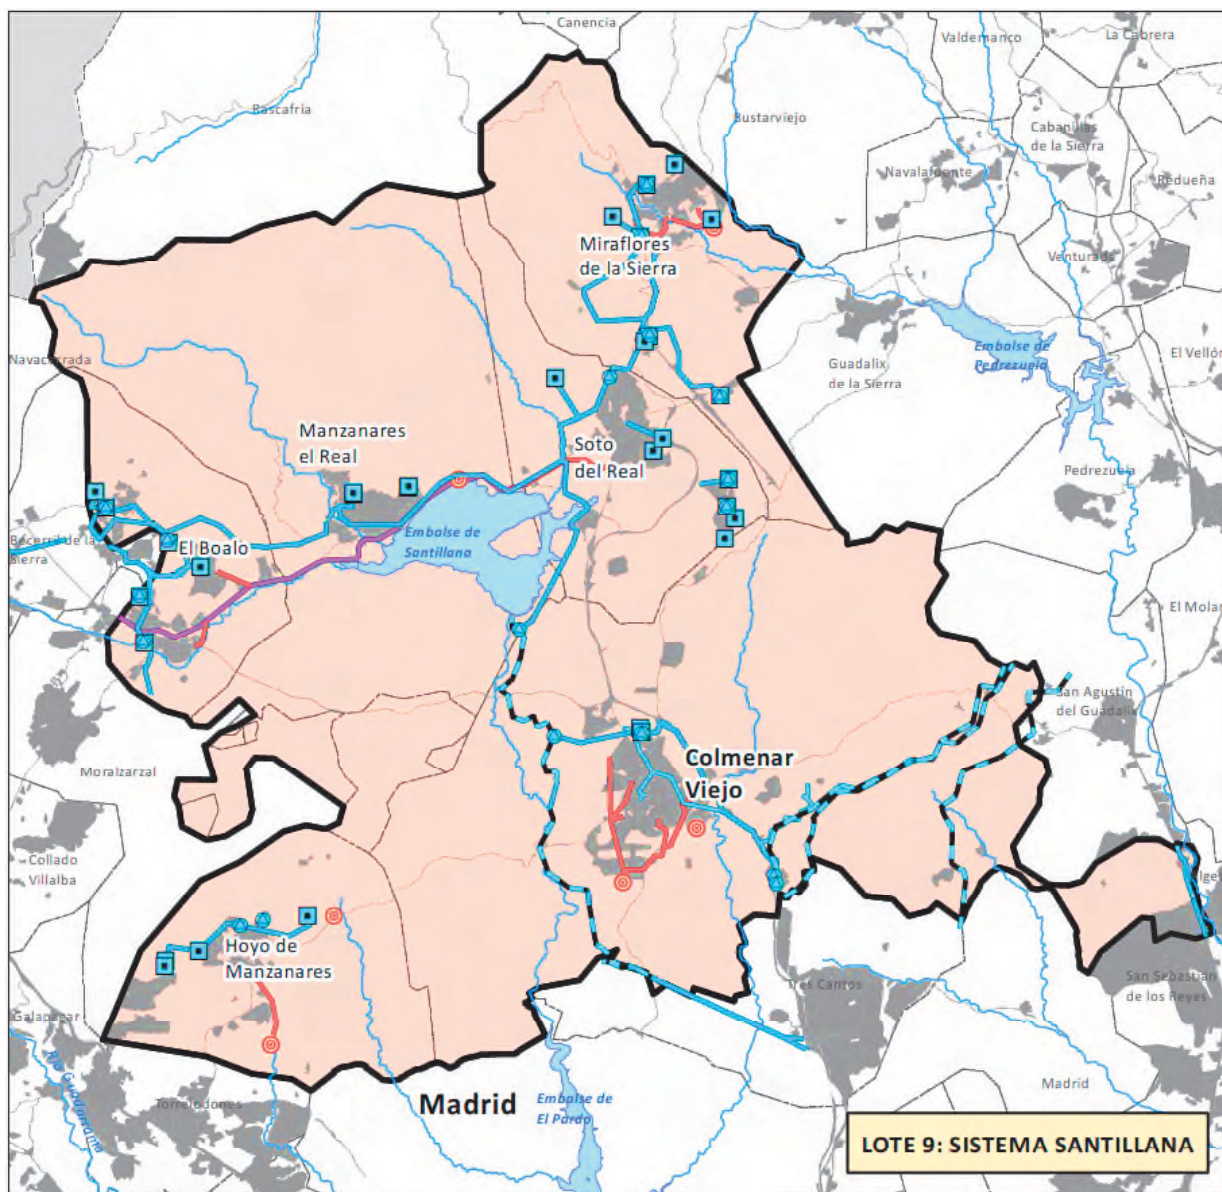 Canencia
Valdemanco
La Cabrera
Rascafría
Bustarviejo
Cabanillas
de la Sierra
Navalafuente
Redueña
Miraflores
de la Sierra
Venturada
Navacerrada
Embalse de
Pedrezuela
El Vellón
Guadalix
de la Sierra
Manzanares
el Real
Soto
del Real
Pedrezuela
Embalse de
Santillana
Becerril de la
Sierra
El Boalo
El Molar
San Agustín
del Guadalix
Colmenar
Viejo
Moralzarzal
Collado
Villalba
Hoyo de
Manzanares
San Sebastián
de los Reyes
Tres Cantos
Galapagar
Río Guadarrama
Torrelodones
Madrid
Embalse de
El Pardo
Madrid
LOTE 9: SISTEMA SANTILLANA